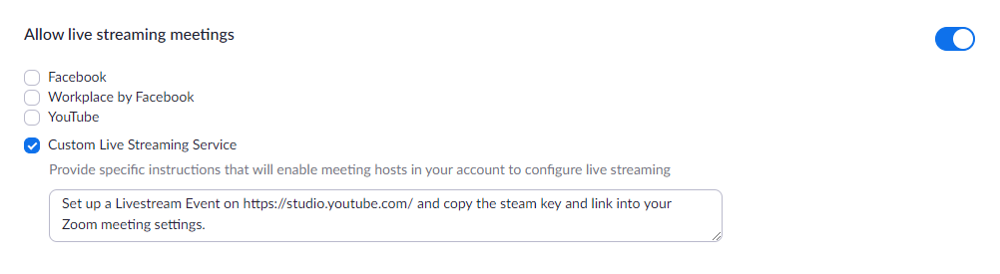 Allow live streaming meetings
Facebook
Workplace by Facebook
YouTube
Custom Live Streaming Service
Provide specific instructions that will enable meeting hosts in your account to configure live streaming
Set up a Livestream Event on https://studio.youtube.com/ and copy the steam key and link into your
Zoom meeting settings.